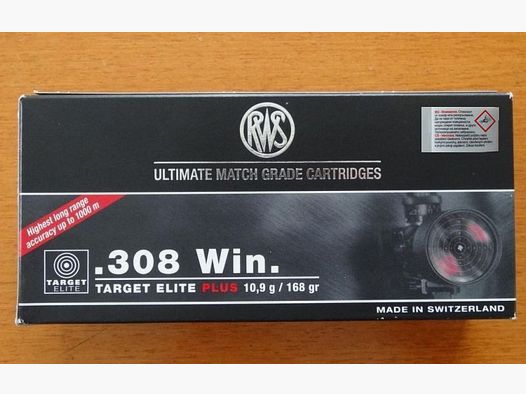 RWS
ULTIMATE MATCH GRADE CARTRIDGES
Highest long range
accuracy up to 1000 m
.308 Win.
TARGET
ELITE
TARGET ELITE PLUS 10,9 g / 168 gr
MADE IN SWITZERLAND